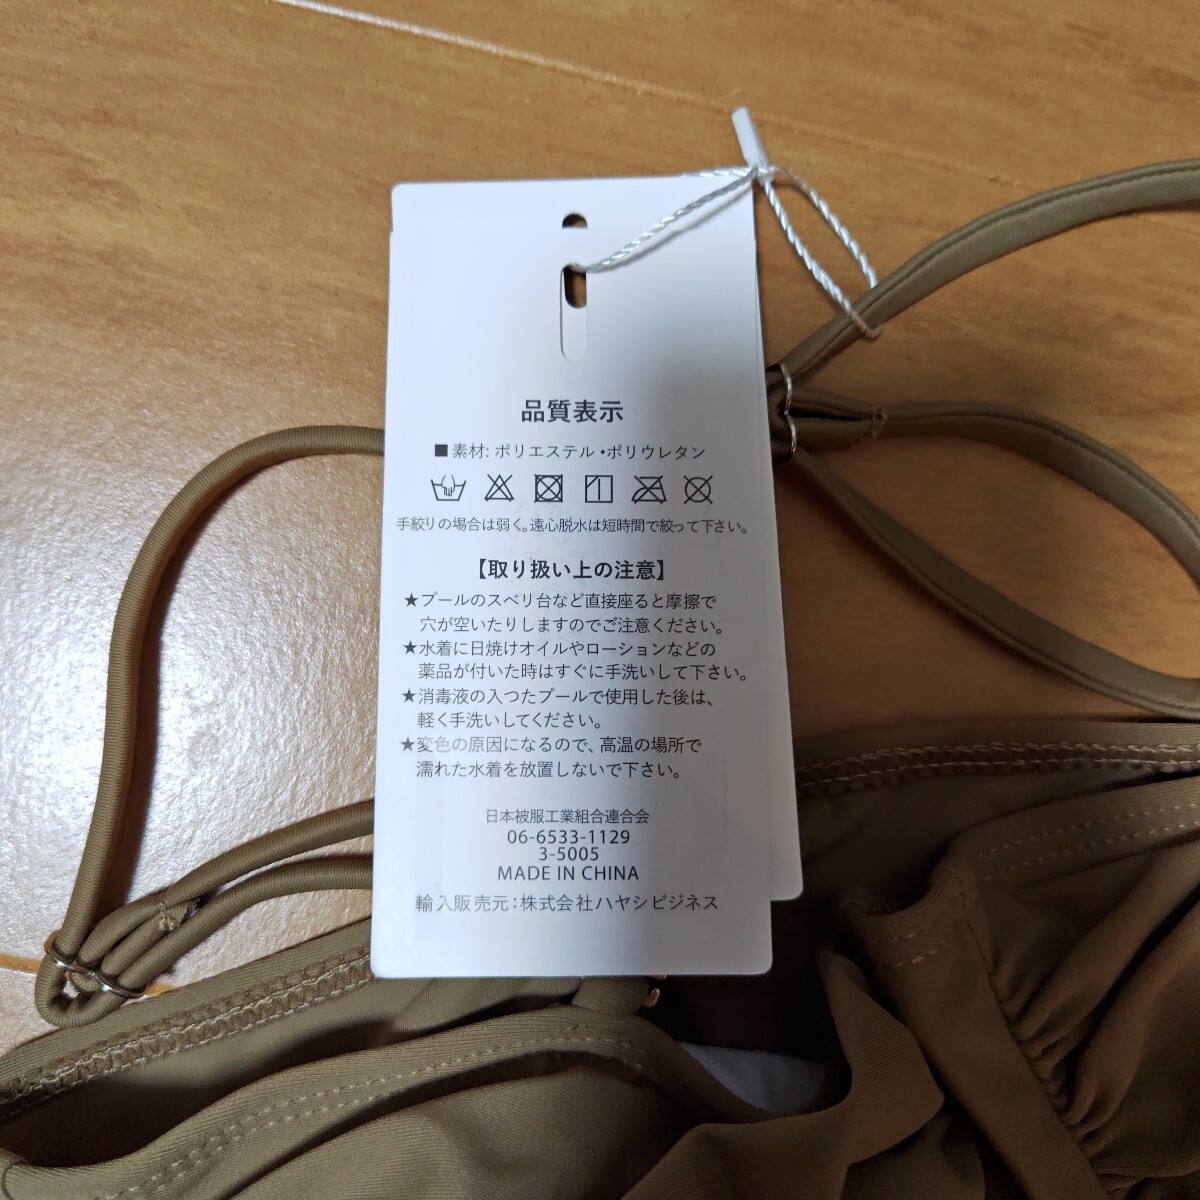 品質表示
■素材: ポリエステル・ポリウレタン
手絞りの場合は弱く。遠心脱水は短時間で絞って下さい。
【取り扱い上の注意】
★プールのスベリ台など直接座ると摩擦で
穴が空いたりしますのでご注意ください。
★水着に日焼けオイルやローションなどの
薬品が付いた時はすぐに手洗いして下さい。
★消毒液の入つたプールで使用した後は、
軽く手洗いしてください。
★変色の原因になるので、高温の場所で
濡れた水着を放置しないで下さい。
日本被服工業組合連合会
06-6533-1129
3-5005
MADE IN CHINA
輸入販売元：株式会社ハヤシビジネス